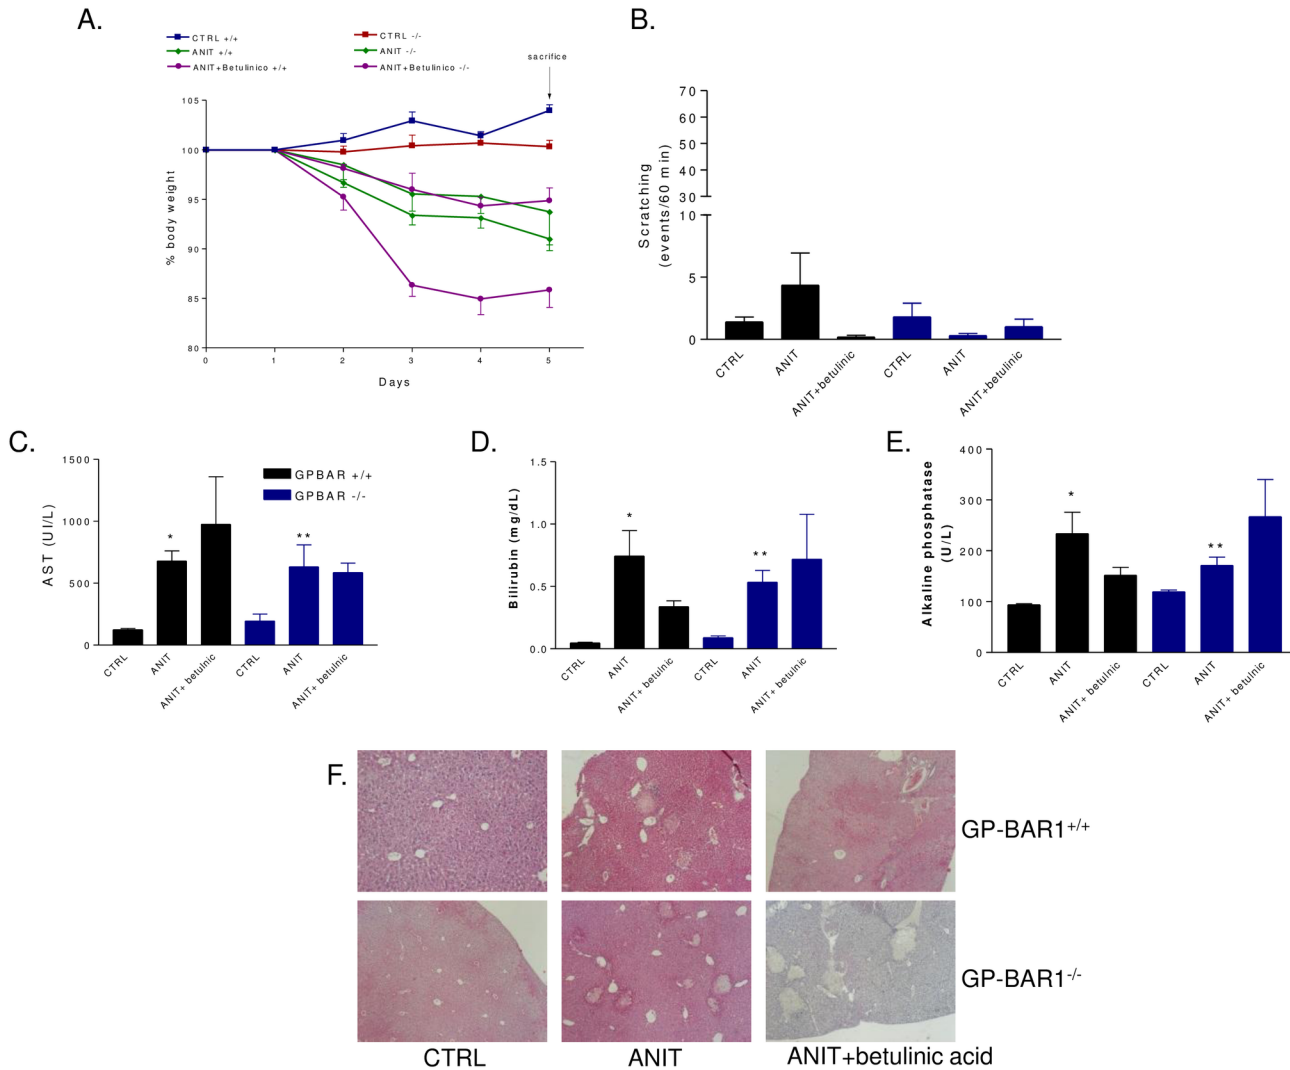 A.
CTRL +/+
CTRL -/-
ANIT +/+
ANIT -/-
ANIT+Betulinico +/+
ANIT+Betulinico -/-
sacrifice
105
100
95
90
85
80
% body weight
0 1 2 3 4 5
Days
B.
70
60
50
40
30
10
5
0
Scratching
(events/60 min)
CTRL
ANIT
ANIT+betulinic
CTRL
ANIT
ANIT+betulinic
C.
1500
1000
500
0
AST (UI/L)
GPBAR +/+
GPBAR -/-
*
**
CTRL
ANIT
ANIT+ betulnic
CTRL
ANIT
ANIT+ betulnic
D.
1.5
1.0
0.5
0.0
Bilirubin (mg/dL)
*
**
CTRL
ANIT
ANIT+ betulnic
CTRL
ANIT
ANIT+ betulnic
E.
400
300
200
100
0
Alkaline phosphatase
(U/L)
*
**
CTRL
ANIT
ANIT+ betulnic
CTRL
ANIT
ANIT+ betulnic
F.
GP-BAR1+/+
GP-BAR1-/-
CTRL
ANIT
ANIT+betulinic acid